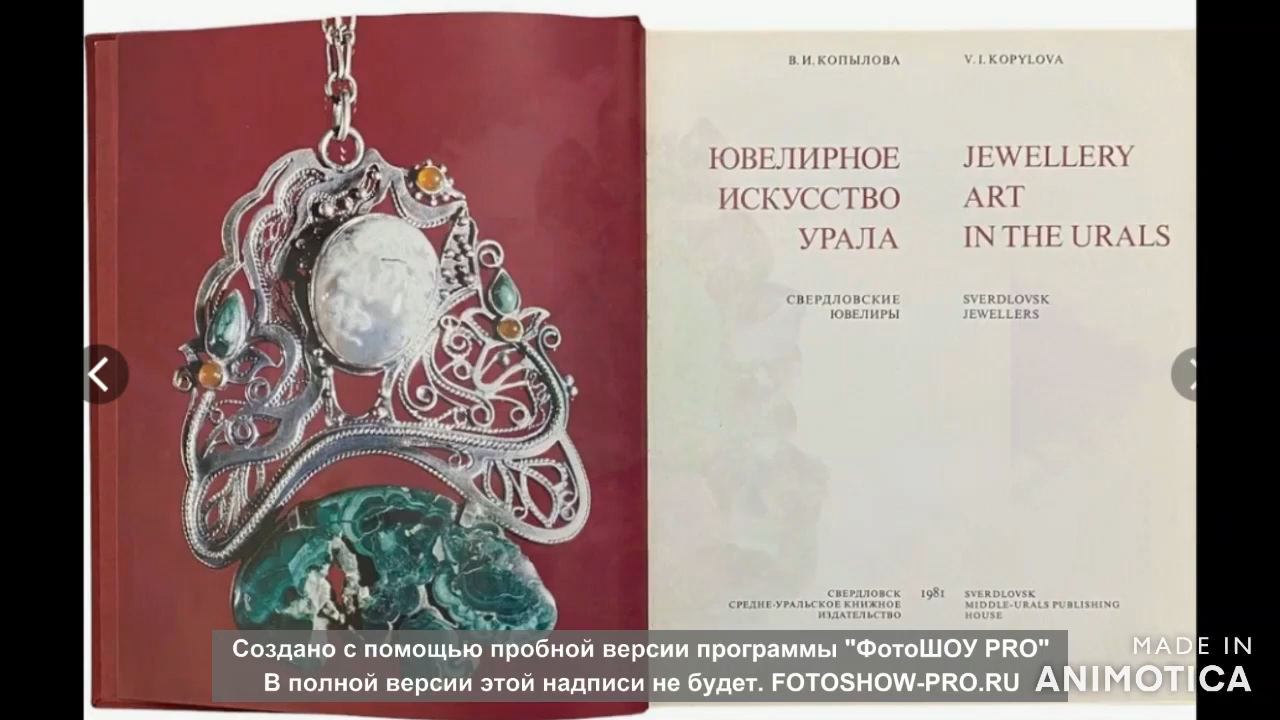 В. И. КОПЫЛОВА
ЮВЕЛИРНОЕ
ИСКУССТВО
УРАЛА
СВЕРДЛОВСКИЕ
ЮВЕЛИРЫ
V. I. KOPYLOVA
JEWELLERY
ART
IN THE URALS
SVERDLOVSK
JEWELLERS
СВЕРДЛОВСК
СРЕДНЕ-УРАЛЬСКОЕ КНИЖНОЕ
ИЗДАТЕЛЬСТВО
1981
SVERDLOVSK
MIDDLE-URALS PUBLISHING
HOUSE
Создано с помощью пробной версии программы "ФотоШОУ PRO"
В полной версии этой надписи не будет. FOTOSHOW-PRO.RU
MADE IN
ANIMOTICA